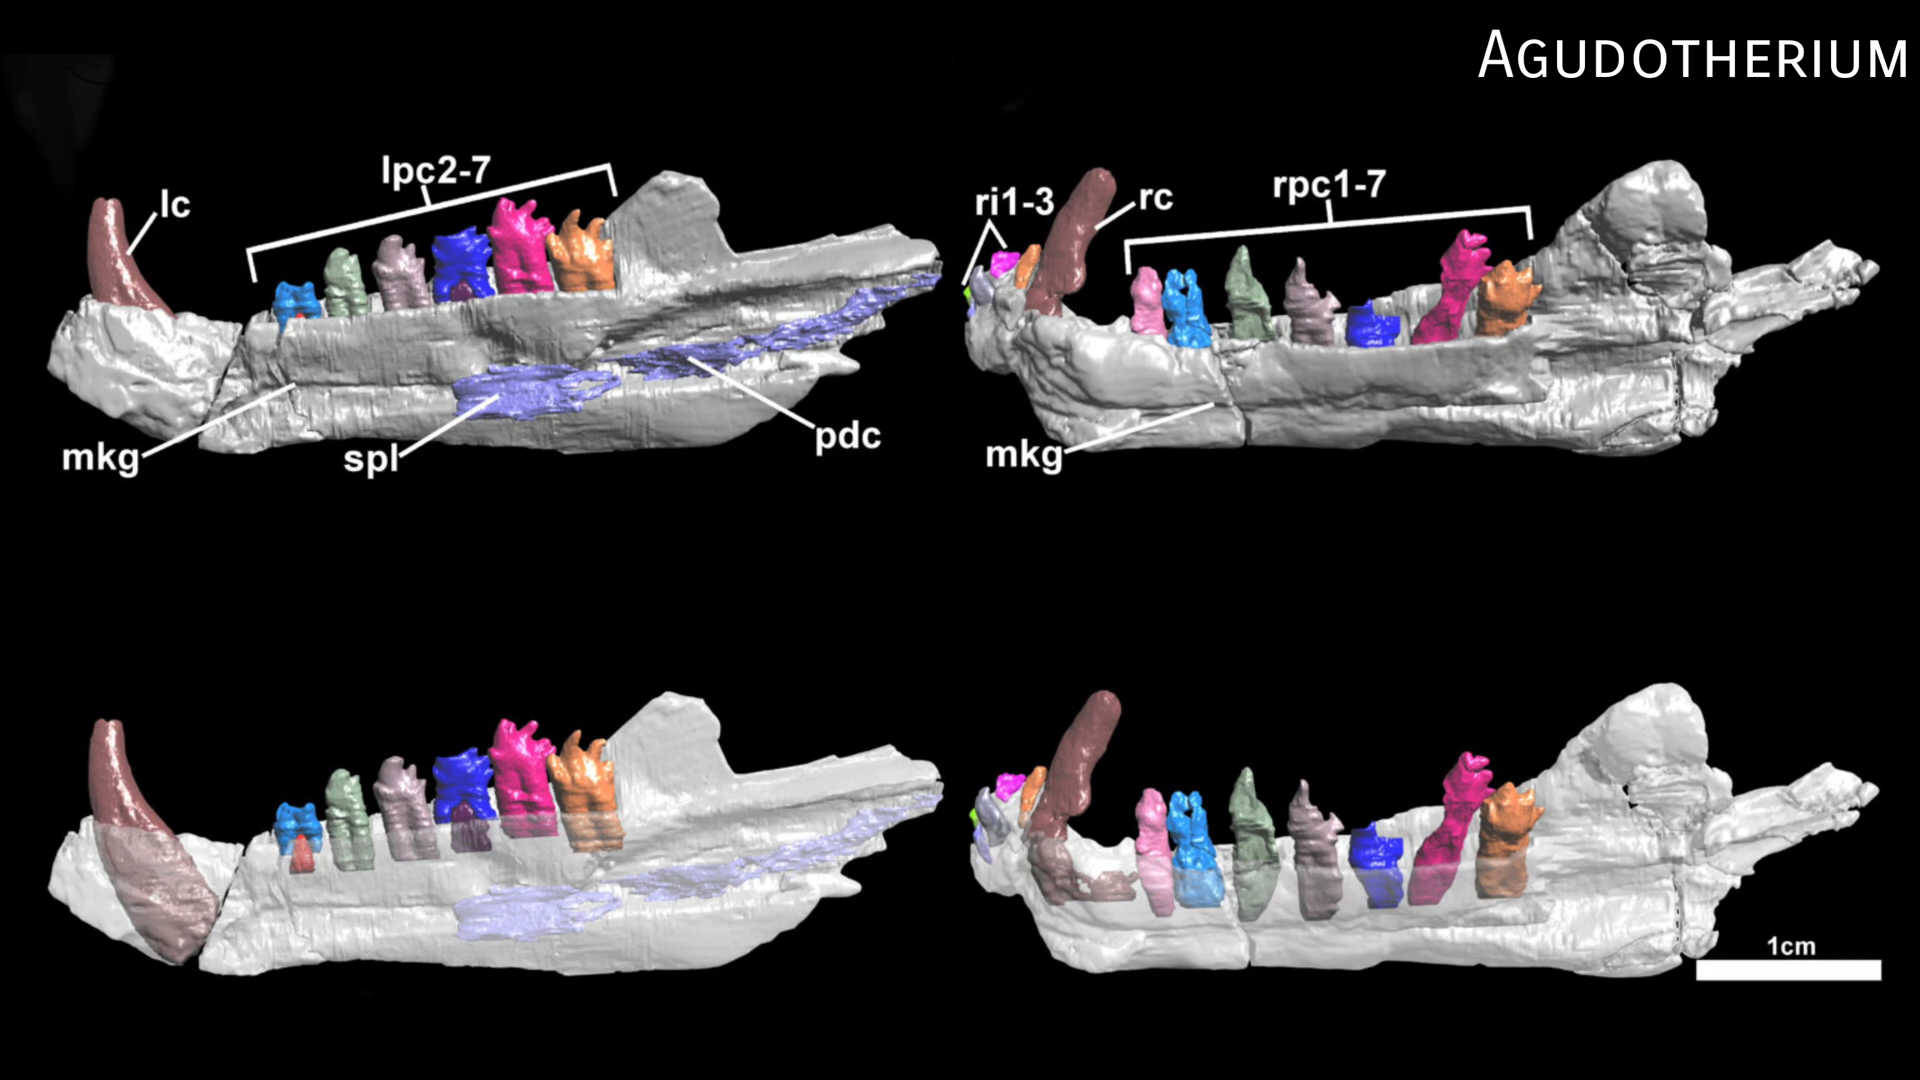 AGUDOTHERIUM
lc
lpc2-7
mkg
spl
pdc
ri1-3
rc
rpc1-7
mkg
1cm